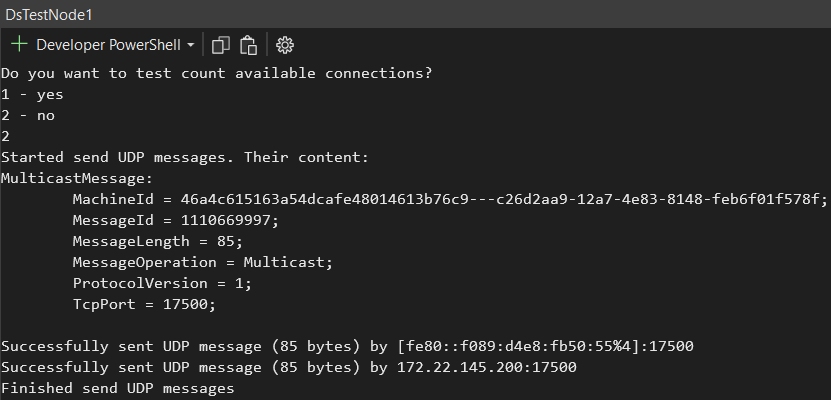 DsTestNode1
Developer PowerShell
Do you want to test count available connections?
1 - yes
2 - no
2
Started send UDP messages. Their content:
MulticastMessage:
MachineId = 46a4c615163a54dcafe48014613b76c9---c26d2aa9-12a7-4e83-8148-feb6f01f578f;
MessageId = 1110669997;
MessageLength = 85;
MessageOperation = Multicast;
ProtocolVersion = 1;
TcpPort = 17500;
Successfully sent UDP message (85 bytes) by [fe80::f089:d4e8:fb50:55%4]:17500
Successfully sent UDP message (85 bytes) by 172.22.145.200:17500
Finished send UDP messages